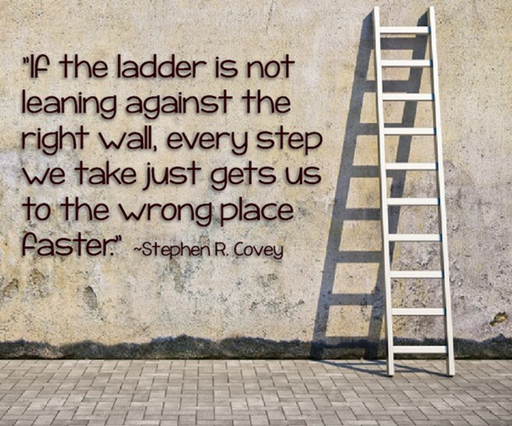 "If the ladder is not
leaning against the
right wall, every step
we take just gets us
to the wrong place
faster." ~Stephen R. Covey